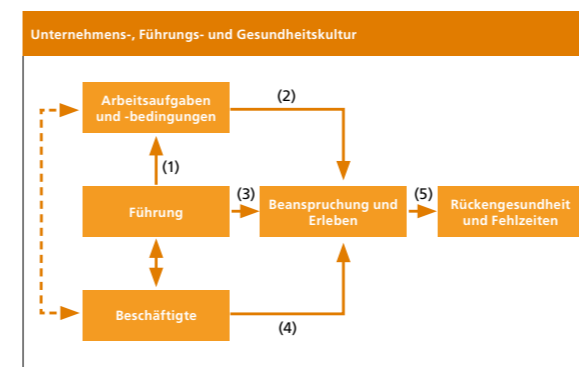 Unternehmens-, Führungs- und Gesundheitskultur
Arbeitsaufgaben
und -bedingungen
(2)
(1)
Führung
(3)
Beanspruchung und
Erleben
(5)
Rückengesundheit
und Fehlzeiten
Beschäftigte
(4)